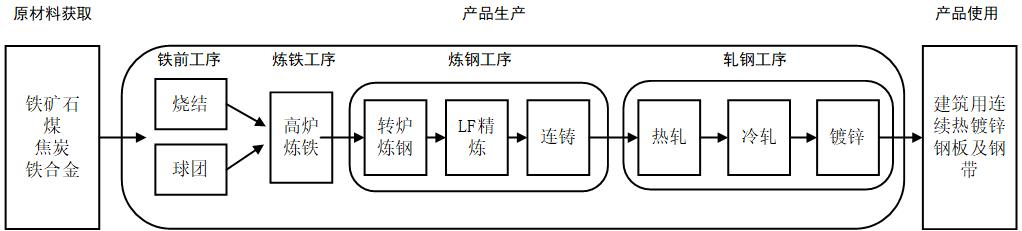 原材料获取
产品生产
产品使用
铁前工序
炼铁工序
炼钢工序
轧钢工序
铁矿石
煤
焦炭
铁合金
烧结
球团
高炉
炼铁
转炉
炼钢
LF精
炼
连铸
热轧
冷轧
镀锌
建筑用连
续热镀锌
钢板及钢
带